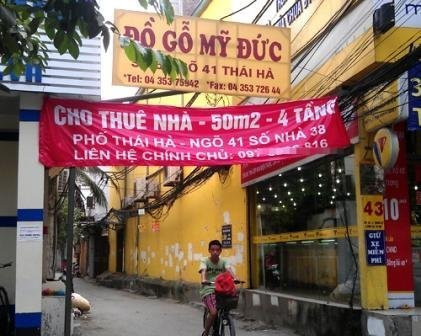 ĐỒ GỖ MỸ ĐỨC
41 THÁI HÀ
*Tel: 04 353 75942 *Fax: 04 353 726 44
CHO THUÊ NHÀ - 50m2 - 4 TẦNG
PHỐ THÁI HÀ - NGÕ 41 SỐ NHÀ 38
LIÊN HỆ CHÍNH CHỦ: 097 816
43
GIỮ
XE MIỄN
PHÍ